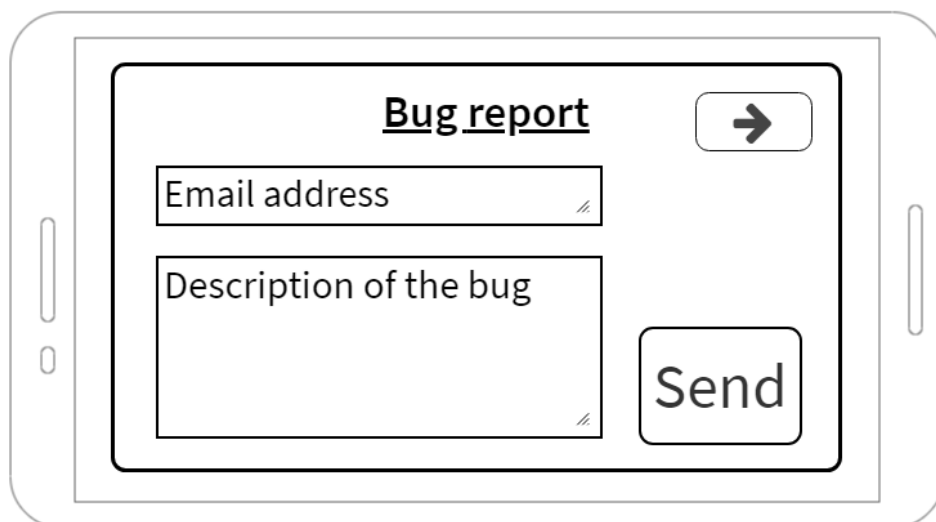 Bug report
Email address
Description of the bug
Send